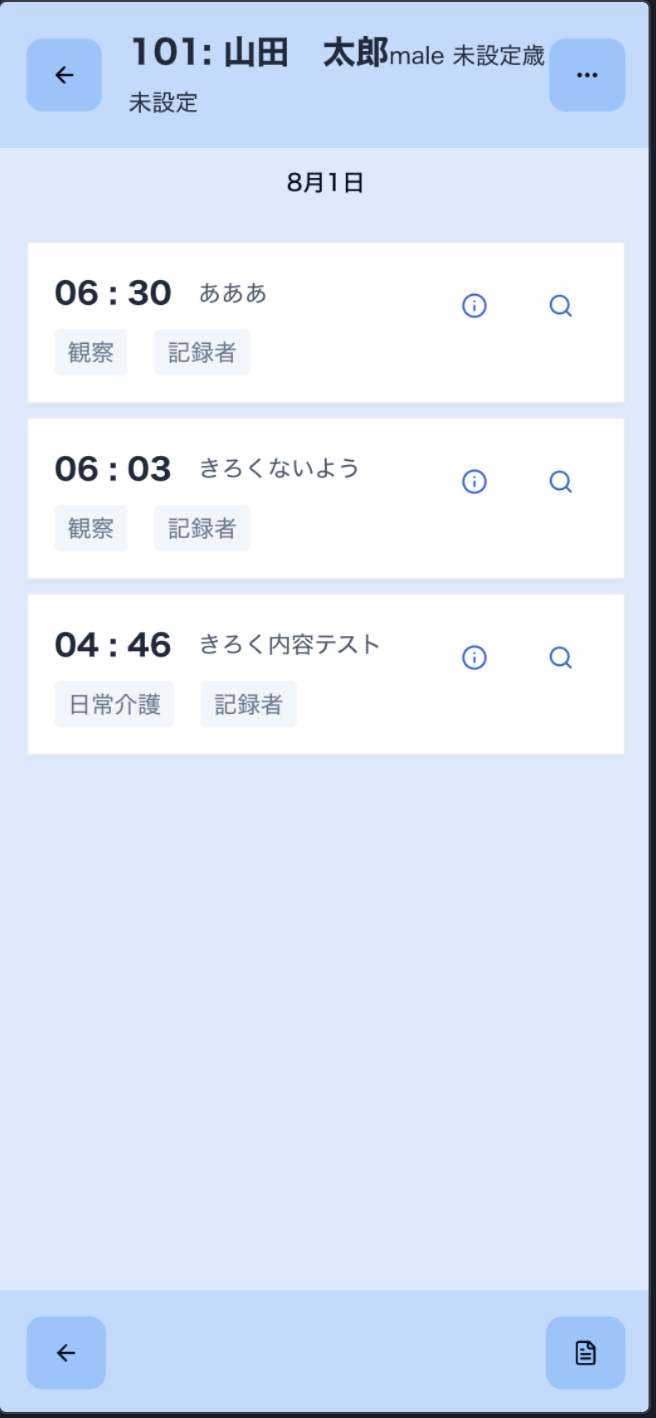 101: 山田　太郎male 未設定歳
未設定
8月1日
06 : 30 あああ
観察 記録者
06 : 03 きろくないよう
観察 記録者
04 : 46 きろく内容テスト
日常介護 記録者